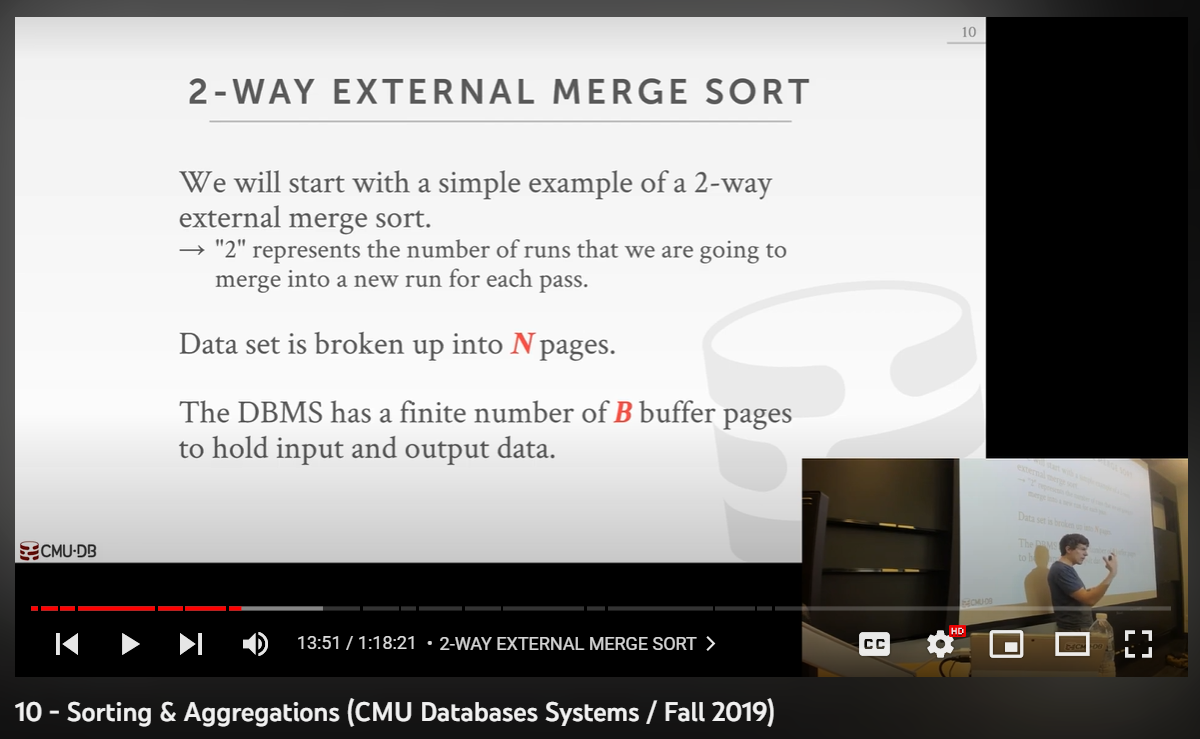 10
2-WAY EXTERNAL MERGE SORT
We will start with a simple example of a 2-way
external merge sort.
→ "2" represents the number of runs that we are going to
merge into a new run for each pass.
Data set is broken up into N pages.
The DBMS has a finite number of B buffer pages
to hold input and output data.
CMU·DB
13:51 / 1:18:21 • 2-WAY EXTERNAL MERGE SORT
CC
HD
10 - Sorting & Aggregations (CMU Databases Systems / Fall 2019)